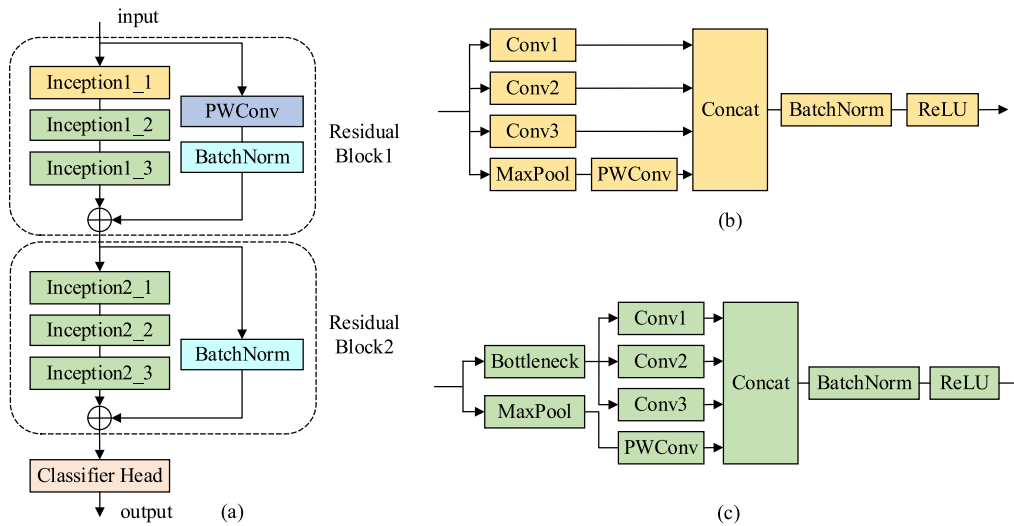 input
Inception1_1
Inception1_2
Inception1_3
PWConv
BatchNorm
Residual
Block1
Inception2_1
Inception2_2
Inception2_3
BatchNorm
Residual
Block2
Classifier Head
output
(a)
Conv1
Conv2
Conv3
MaxPool
PWConv
Concat
BatchNorm
ReLU
(b)
Bottleneck
MaxPool
Conv1
Conv2
Conv3
PWConv
Concat
BatchNorm
ReLU
(c)